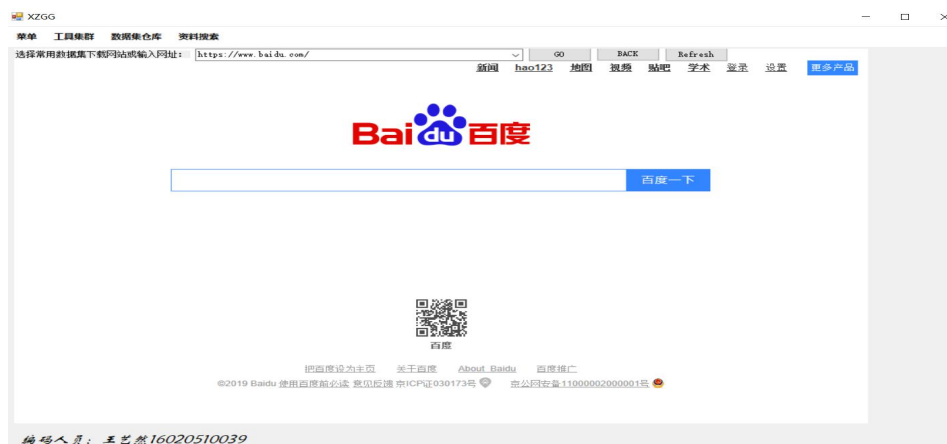 XZGG
菜单 工具集群 数据集仓库 资料搜索
选择常用数据集下载网站或输入网址: https://www.baidu.com/ GO BACK Refresh
新闻 hao123 地图 视频 贴吧 学术 登录 设置 更多产品
Bai du 百度
百度一下
百度
把百度设为主页 关于百度 About Baidu 百度推广
©2019 Baidu 使用百度前必读 意见反馈 京ICP证030173号 京公网安备11000002000001号
编码人员: 王艺然16020510039